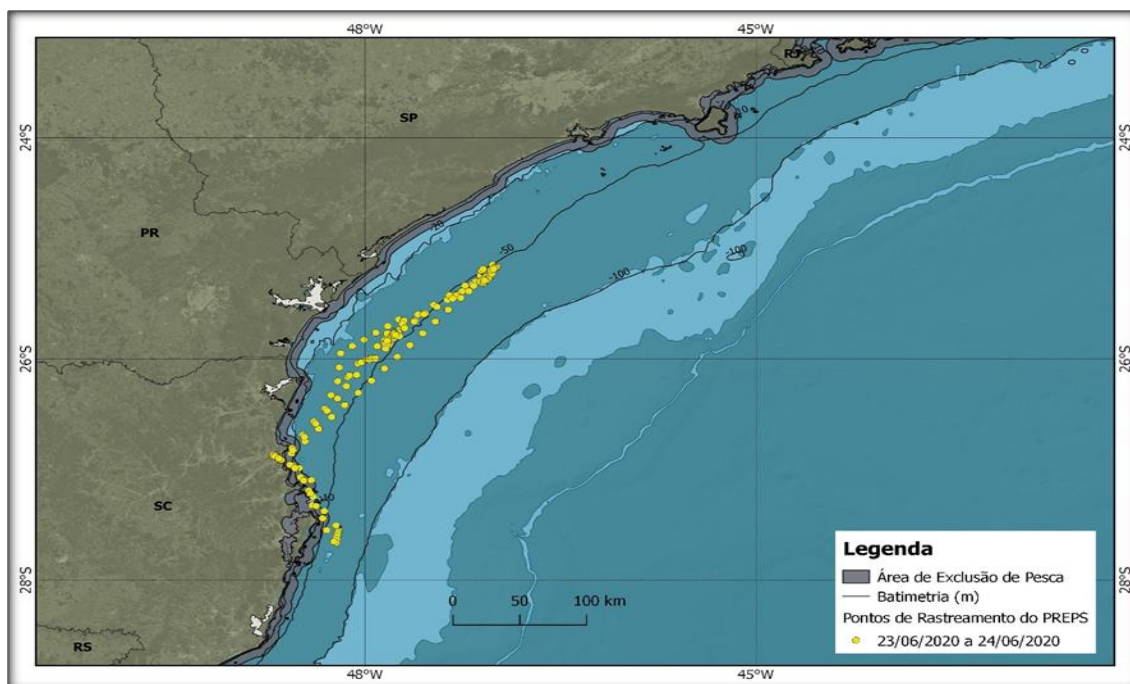 48°W
45°W
RJ
SP
24°S
24°S
PR
-20
-50
-100
-100
26°S
26°S
SC
-10
28°S
28°S
RS
0 50 100 km
Legenda
Área de Exclusão de Pesca
Batimetria (m)
Pontos de Rastreamento do PREPS
23/06/2020 a 24/06/2020
48°W
45°W